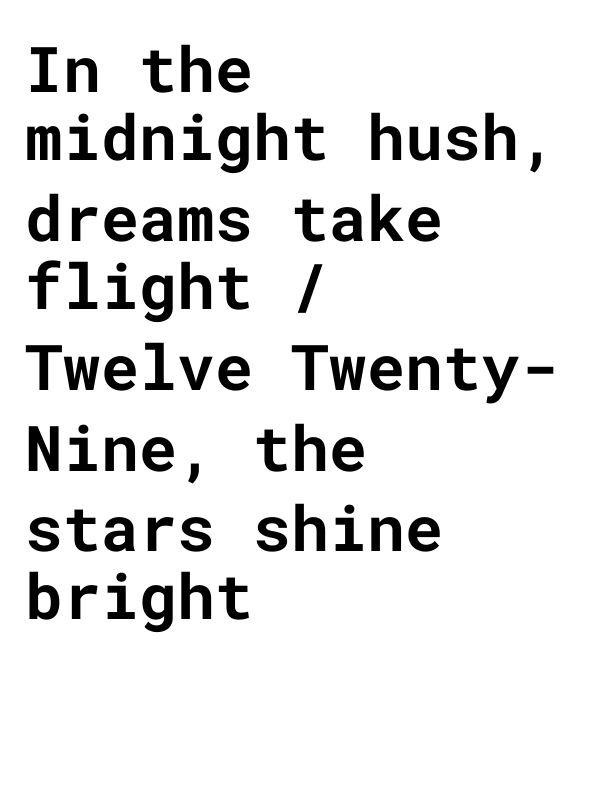 In the
midnight hush,
dreams take
flight /
Twelve Twenty-
Nine, the
stars shine
bright